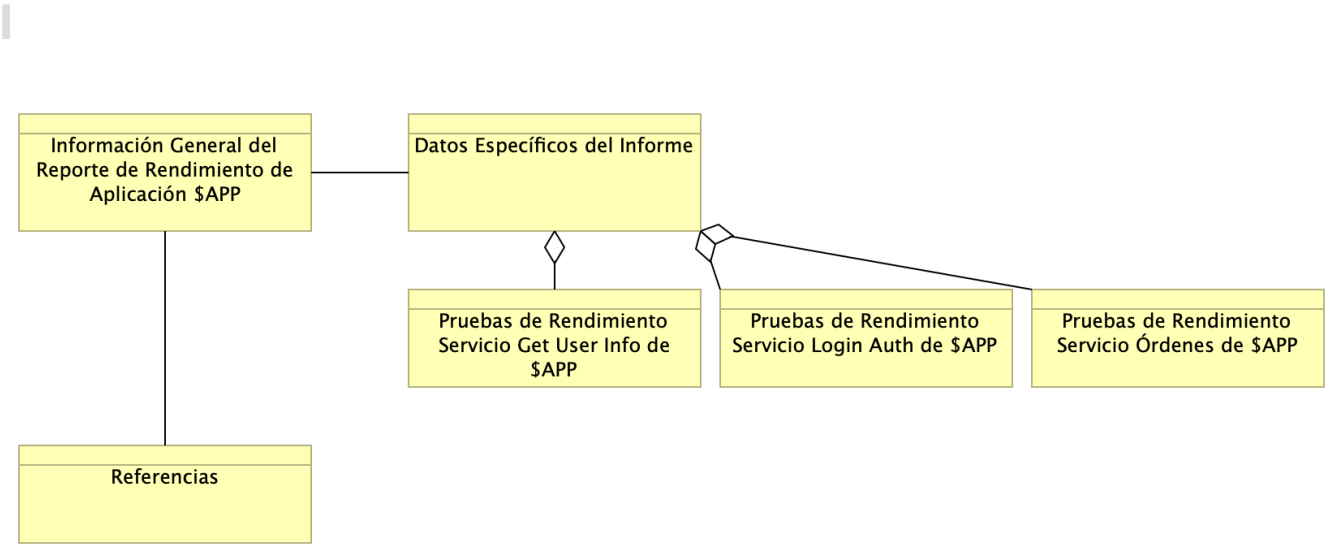 Información General del
Reporte de Rendimiento de
Aplicación $APP
Datos Específicos del Informe
Pruebas de Rendimiento
Servicio Get User Info de
$APP
Pruebas de Rendimiento
Servicio Login Auth de $APP
Pruebas de Rendimiento
Servicio Órdenes de $APP
Referencias